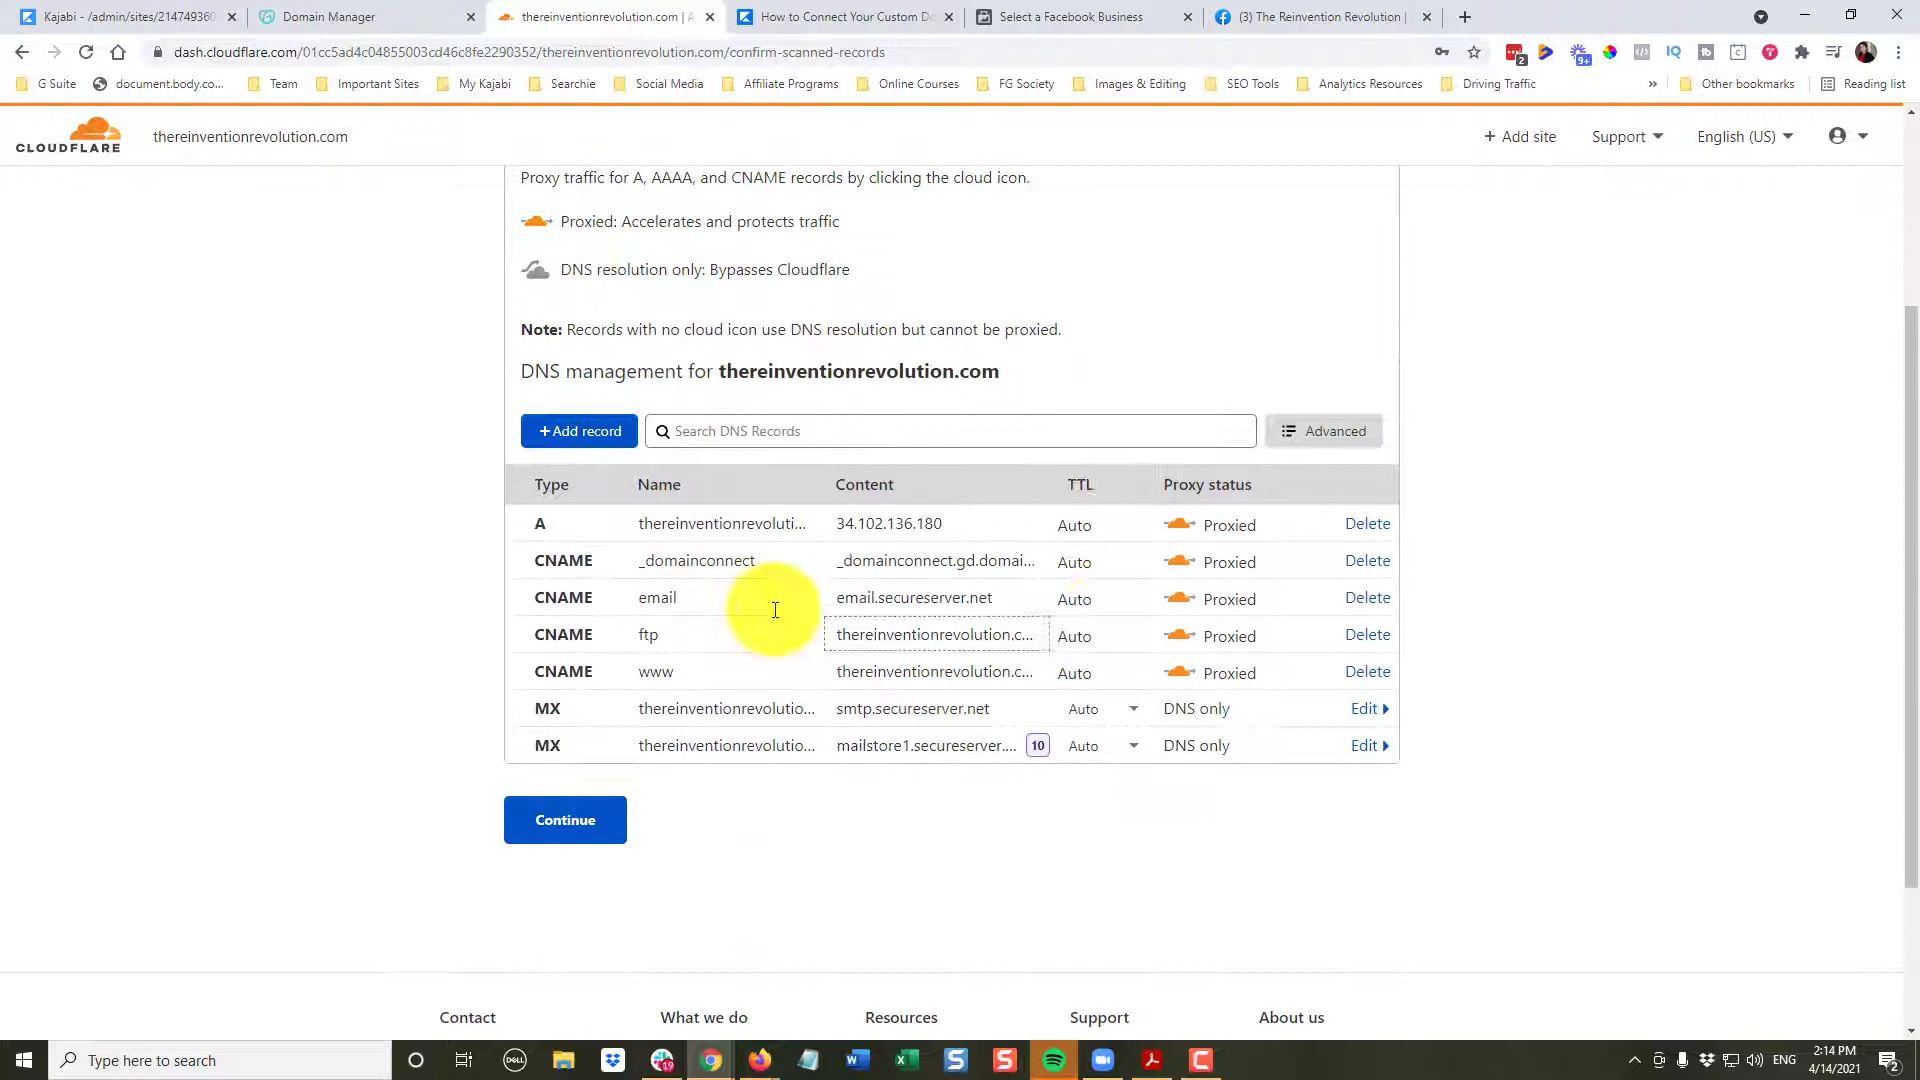 Kajabi - /admin/sites/214749360
Domain Manager
thereinventionrevolution.com | A
How to Connect Your Custom Do
Select a Facebook Business
(3) The Reinvention Revolution |
dash.cloudflare.com/01cc5ad4c04855003cd46c8fe2290352/thereinventionrevolution.com/confirm-scanned-records
2
9+
IQ
G Suite
document.body.co...
Team
Important Sites
My Kajabi
Searchie
Social Media
Affiliate Programs
Online Courses
FG Society
Images & Editing
SEO Tools
Analytics Resources
Driving Traffic
»
Other bookmarks
Reading list
CLOUDFLARE
thereinventionrevolution.com
+ Add site
Support
English (US)
Proxy traffic for A, AAAA, and CNAME records by clicking the cloud icon.
Proxied: Accelerates and protects traffic
DNS resolution only: Bypasses Cloudflare
Note: Records with no cloud icon use DNS resolution but cannot be proxied.
DNS management for thereinventionrevolution.com
+Add record
Search DNS Records
Advanced
Type Name Content TTL Proxy status
A thereinventionrevoluti... 34.102.136.180 Auto Proxied Delete
CNAME _domainconnect _domainconnect.gd.domai... Auto Proxied Delete
CNAME email email.secureserver.net Auto Proxied Delete
CNAME ftp thereinventionrevolution.c... Auto Proxied Delete
CNAME www thereinventionrevolution.c... Auto Proxied Delete
MX thereinventionrevolutio... smtp.secureserver.net Auto DNS only Edit
MX thereinventionrevolutio... mailstore1.secureserver.... 10 Auto DNS only Edit
Continue
Contact
What we do
Resources
Support
About us
Type here to search
DELL
19
ENG
2:14 PM
4/14/2021
2